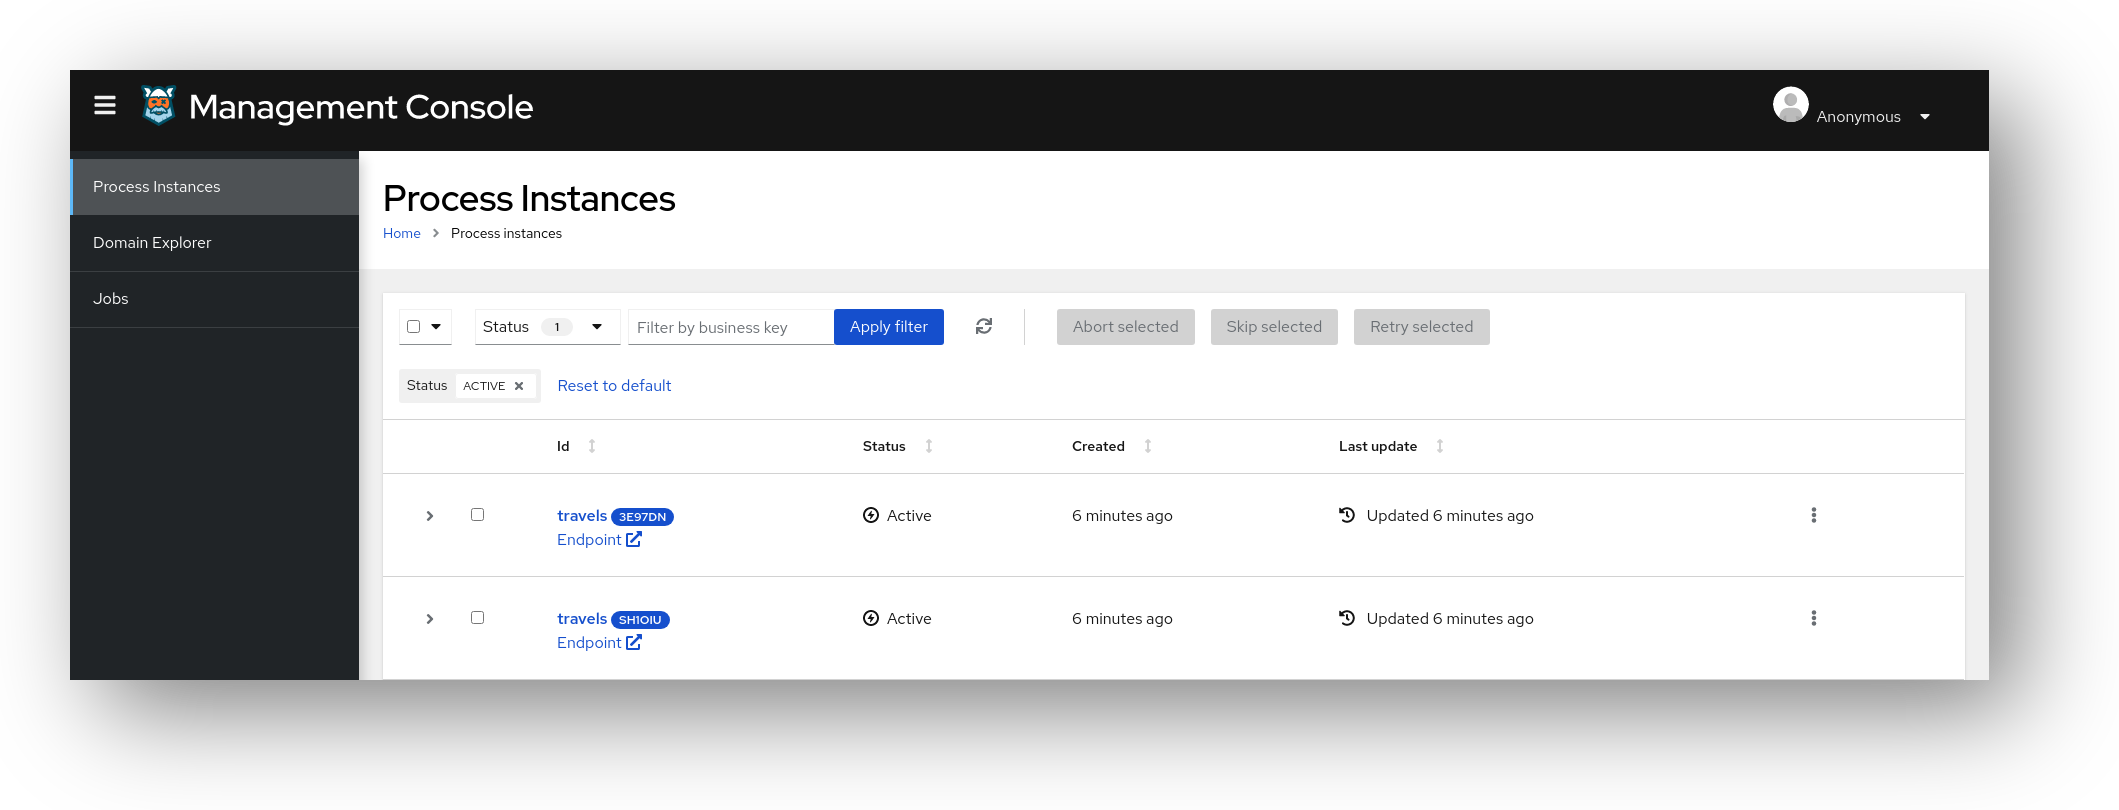 Management Console
Anonymous
Process Instances
Domain Explorer
Jobs
Process Instances
Home > Process instances
Status 1 Filter by business key Apply filter Abort selected Skip selected Retry selected
Status ACTIVE Reset to default
Id Status Created Last update
travels 3E97DN Active 6 minutes ago Updated 6 minutes ago
Endpoint
travels SH1OIU Active 6 minutes ago Updated 6 minutes ago
Endpoint